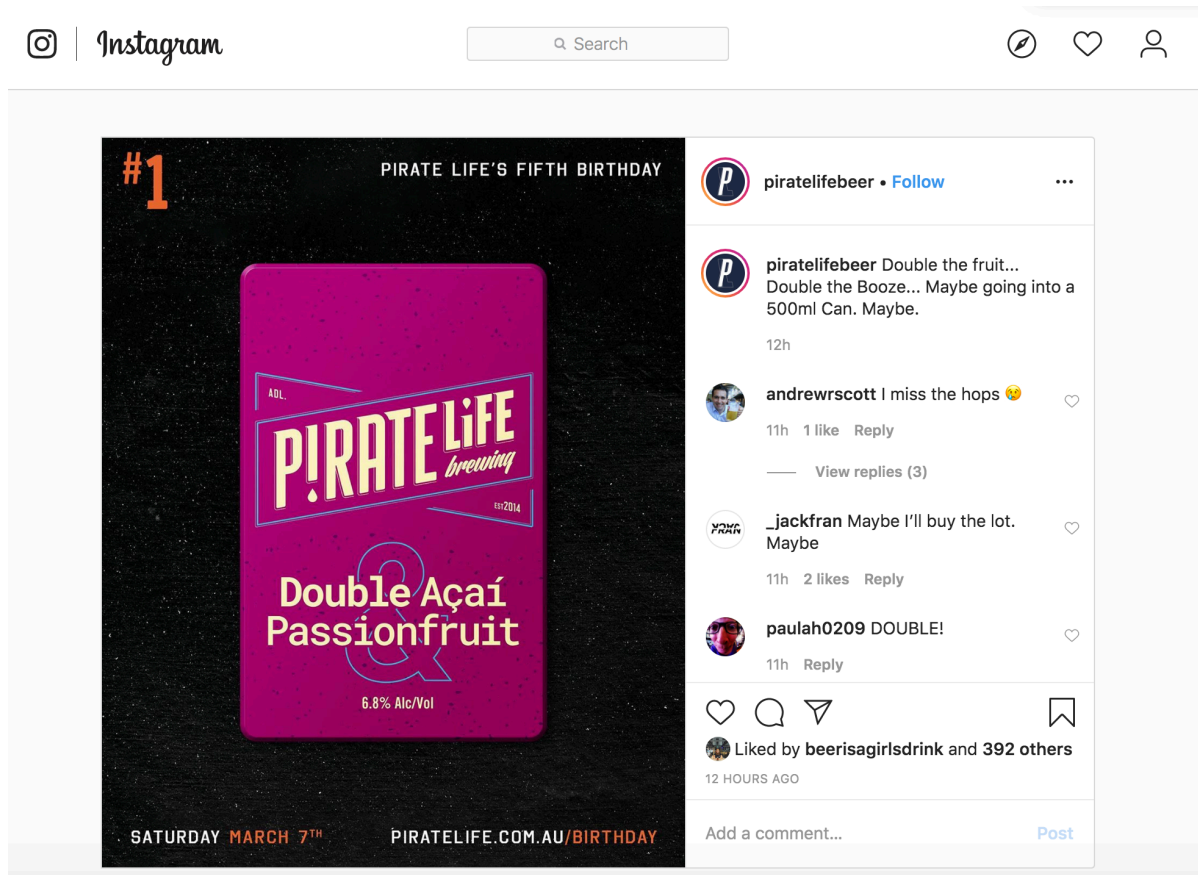 Instagram
Search
#1
PIRATE LIFE'S FIFTH BIRTHDAY
ADL.
PIRATE LiFE
brewing
EST2014
&
Double Açaí
Passionfruit
6.8% Alc/Vol
SATURDAY MARCH 7TH
PIRATELIFE.COM.AU/BIRTHDAY
P
piratelifebeer • Follow
P
piratelifebeer Double the fruit...
Double the Booze... Maybe going into a
500ml Can. Maybe.
12h
andrewrscott I miss the hops 😢
11h 1 like Reply
View replies (3)
_jackfran Maybe I'll buy the lot.
Maybe
11h 2 likes Reply
paulah0209 DOUBLE!
11h Reply
Liked by beerisagirlsdrink and 392 others
12 HOURS AGO
Add a comment... Post